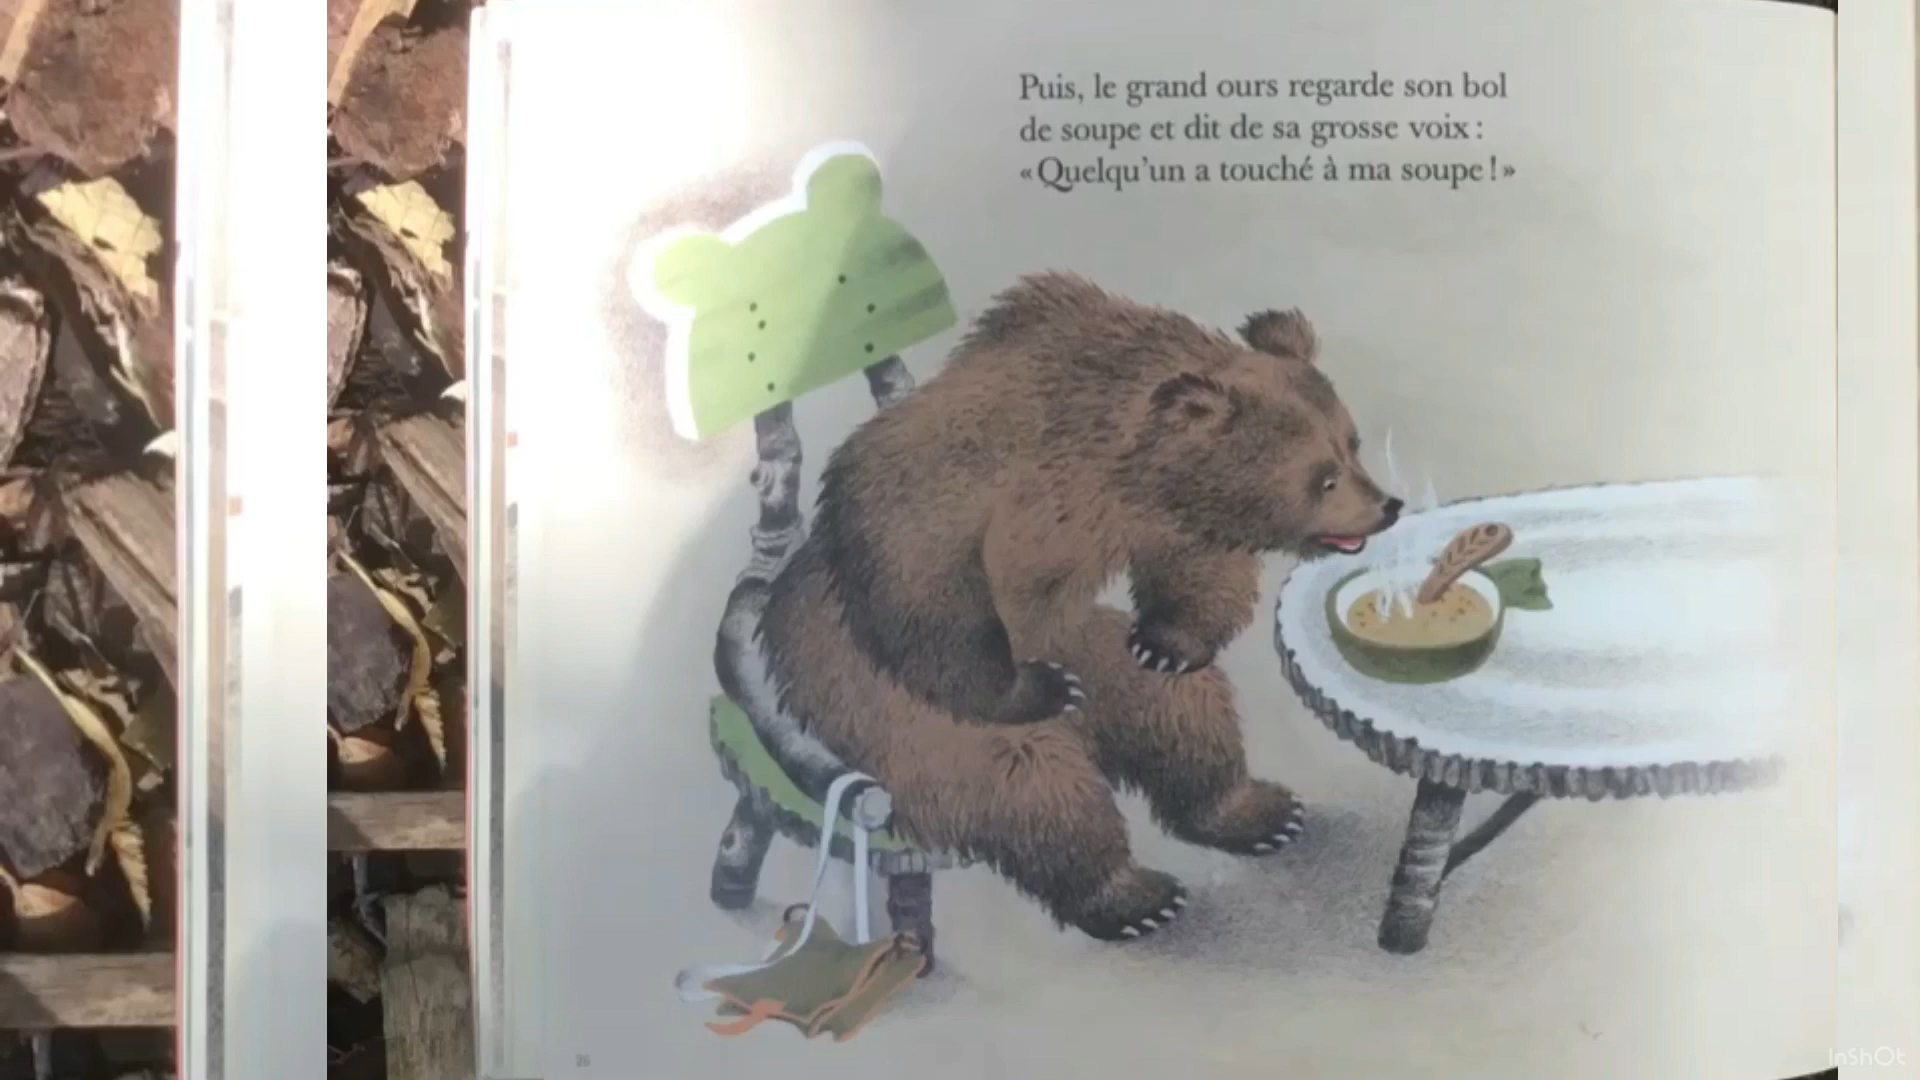 Puis, le grand ours regarde son bol
de soupe et dit de sa grosse voix :
« Quelqu'un a touché à ma soupe ! »
26
InShOt